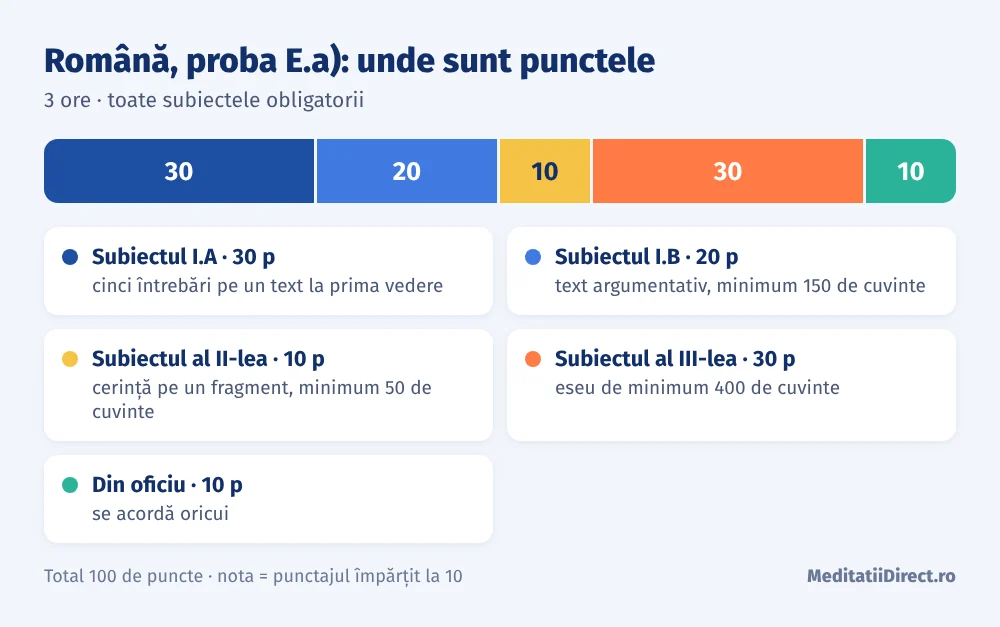 Română, proba E.a): unde sunt punctele
3 ore · toate subiectele obligatorii
30
20
10
30
10
Subiectul I.A · 30 p
cinci întrebări pe un text la prima vedere
Subiectul I.B · 20 p
text argumentativ, minimum 150 de cuvinte
Subiectul al II-lea · 10 p
cerință pe un fragment, minimum 50 de
cuvinte
Subiectul al III-lea · 30 p
eseu de minimum 400 de cuvinte
Din oficiu · 10 p
se acordă oricui
Total 100 de puncte · nota = punctajul împărțit la 10
MeditatiiDirect.ro